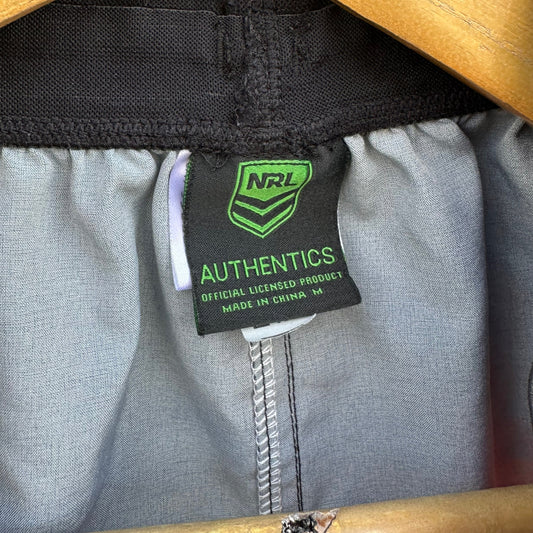 NRL
AUTHENTICS
OFFICIAL LICENSED PRODUCT
MADE IN CHINA M